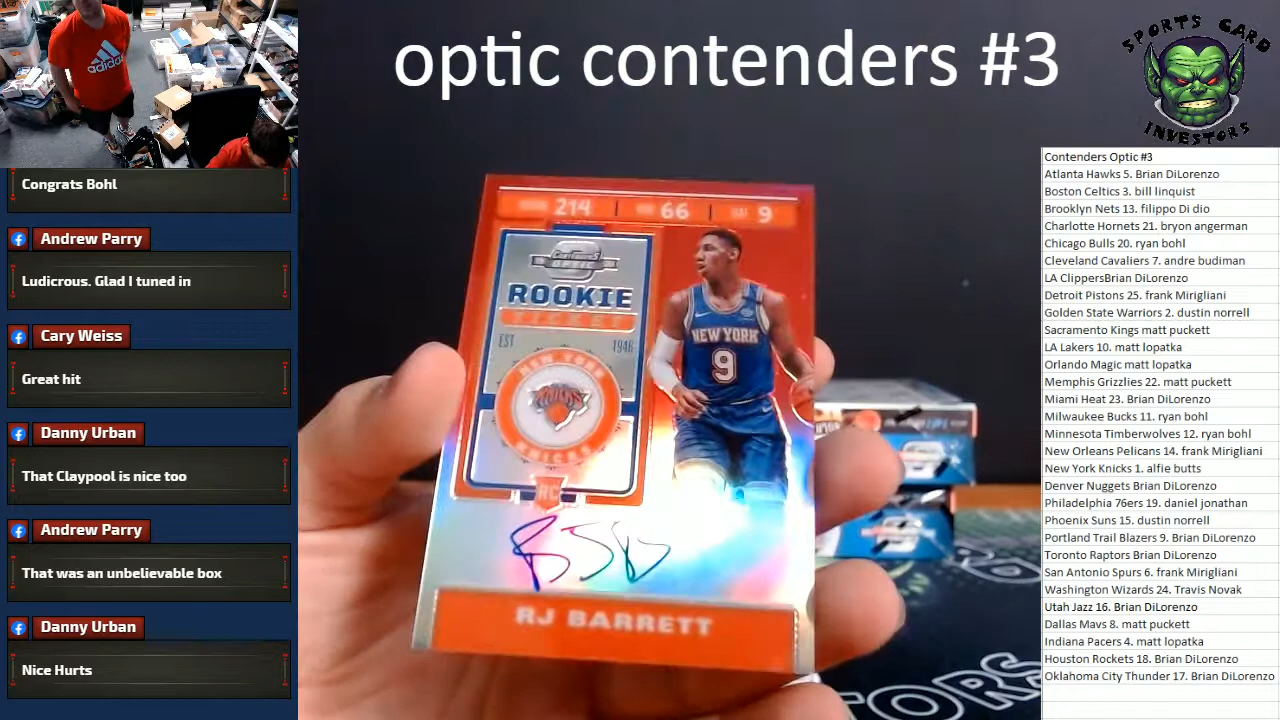 optic contenders #3
SPORTS CARD
INVESTORS
adidas
Congrats Bohl
Andrew Parry
Ludicrous. Glad I tuned in
Cary Weiss
Great hit
Danny Urban
That Claypool is nice too
Andrew Parry
That was an unbelievable box
Danny Urban
Nice Hurts
214 | 66 | 9
CONTENDERS
OPTIC
ROOKIE
TICKET
EST 1946
NEW YORK
KNICKS
KNICKS
RC
NEW YORK
9
RJ BARRETT
TORS
Contenders Optic #3
Atlanta Hawks 5. Brian DiLorenzo
Boston Celtics 3. bill linquist
Brooklyn Nets 13. filippo Di dio
Charlotte Hornets 21. bryon angerman
Chicago Bulls 20. ryan bohl
Cleveland Cavaliers 7. andre budiman
LA ClippersBrian DiLorenzo
Detroit Pistons 25. frank Mirigliani
Golden State Warriors 2. dustin norrell
Sacramento Kings matt puckett
LA Lakers 10. matt lopatka
Orlando Magic matt lopatka
Memphis Grizzlies 22. matt puckett
Miami Heat 23. Brian DiLorenzo
Milwaukee Bucks 11. ryan bohl
Minnesota Timberwolves 12. ryan bohl
New Orleans Pelicans 14. frank Mirigliani
New York Knicks 1. alfie butts
Denver Nuggets Brian DiLorenzo
Philadelphia 76ers 19. daniel jonathan
Phoenix Suns 15. dustin norrell
Portland Trail Blazers 9. Brian DiLorenzo
Toronto Raptors Brian DiLorenzo
San Antonio Spurs 6. frank Mirigliani
Washington Wizards 24. Travis Novak
Utah Jazz 16. Brian DiLorenzo
Dallas Mavs 8. matt puckett
Indiana Pacers 4. matt lopatka
Houston Rockets 18. Brian DiLorenzo
Oklahoma City Thunder 17. Brian DiLorenzo